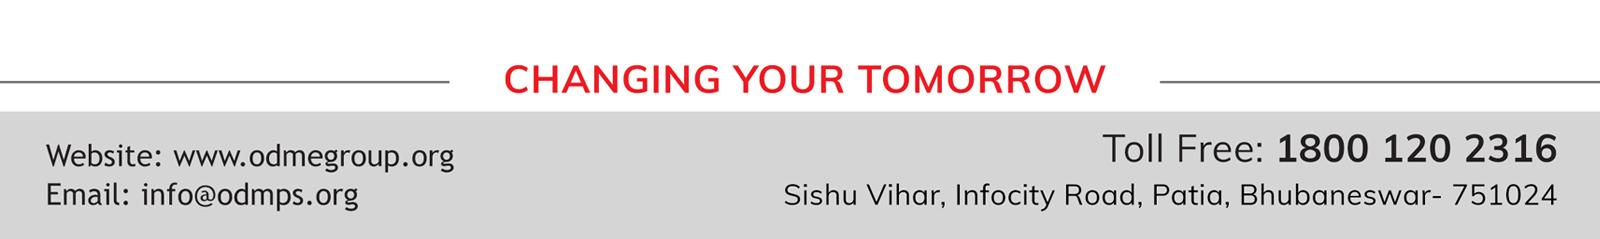 CHANGING YOUR TOMORROW
Website: www.odmegroup.org
Email: info@odmps.org
Toll Free: 1800 120 2316
Sishu Vihar, Infocity Road, Patia, Bhubaneswar- 751024